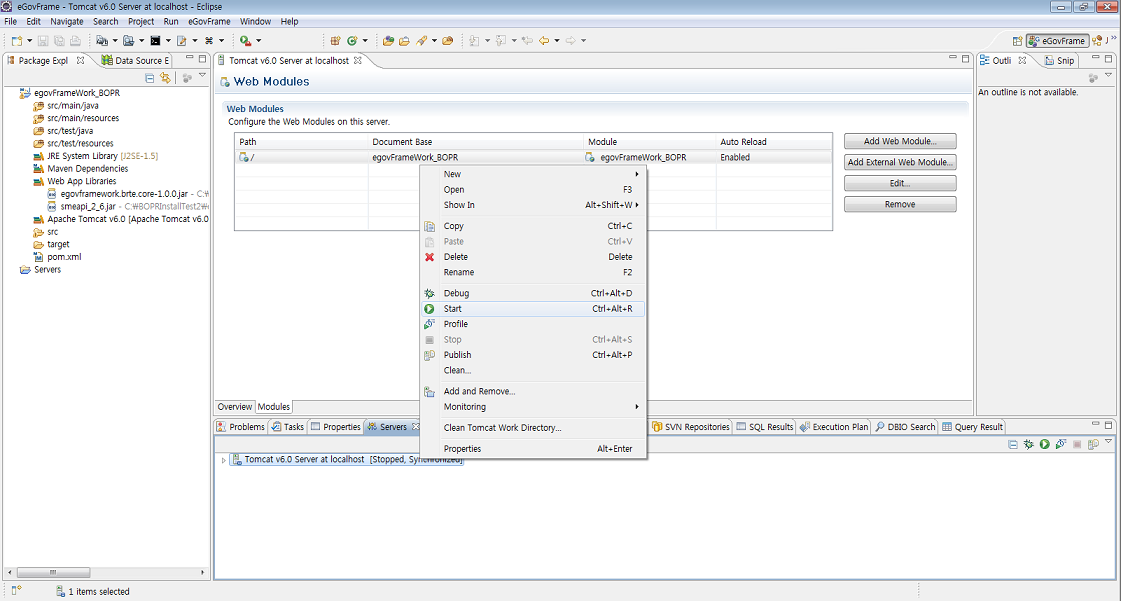 eGovFrame - Tomcat v6.0 Server at localhost - Eclipse
File Edit Navigate Search Project Run eGovFrame Window Help
eGovFrame J »
Package Expl Data Source E
Tomcat v6.0 Server at localhost
Outli Snip
An outline is not available.
egovFrameWork_BOPR
src/main/java
src/main/resources
src/test/java
src/test/resources
JRE System Library [J2SE-1.5]
Maven Dependencies
Web App Libraries
egovframework.brte.core-1.0.0.jar - C:₩
smeapi_2_6.jar - C:₩BOPRInstallTest2₩e
Apache Tomcat v6.0 [Apache Tomcat v6.0
src
target
pom.xml
Servers
Web Modules
Web Modules
Configure the Web Modules on this server.
Path Document Base Module Auto Reload
/ egovFrameWork_BOPR egovFrameWork_BOPR Enabled
Add Web Module...
Add External Web Module...
Edit...
Remove
New
Open F3
Show In Alt+Shift+W
Copy Ctrl+C
Paste Ctrl+V
Delete Delete
Rename F2
Debug Ctrl+Alt+D
Start Ctrl+Alt+R
Profile
Stop Ctrl+Alt+S
Publish Ctrl+Alt+P
Clean...
Add and Remove...
Monitoring
Clean Tomcat Work Directory...
Properties Alt+Enter
Overview Modules
Problems Tasks Properties Servers SVN Repositories SQL Results Execution Plan DBIO Search Query Result
Tomcat v6.0 Server at localhost [Stopped, Synchronized]
1 items selected